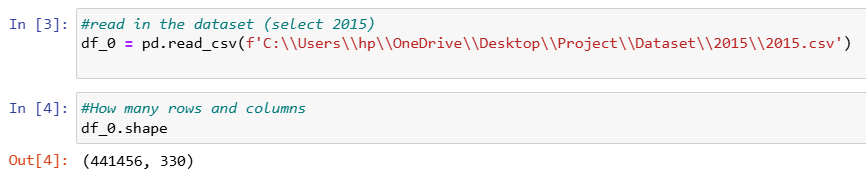 In [3]: #read in the dataset (select 2015)
df_0 = pd.read_csv(f'C:\\Users\\hp\\OneDrive\\Desktop\\Project\\Dataset\\2015\\2015.csv')
In [4]: #How many rows and columns
df_0.shape
Out[4]: (441456, 330)